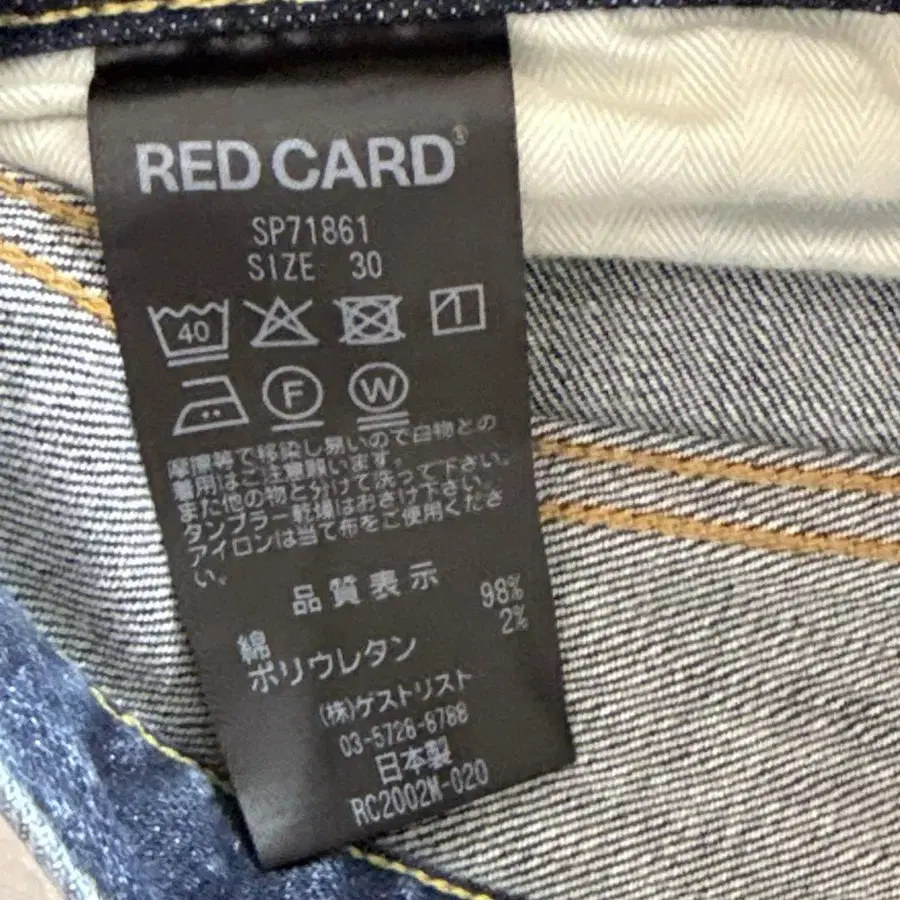 RED CARD®
SP71861
SIZE 30
40
F W
摩擦等で移染し易いので白物との
着用はご注意願います。
また他の物と分けて洗って下さい。
タンブラー乾燥はおさけ下さい。
アイロンは当て布をご使用くださ
い。
品質表示
綿 98%
ポリウレタン 2%
(株)ゲストリスト
03-5728-8788
日本製
RC2002M-020